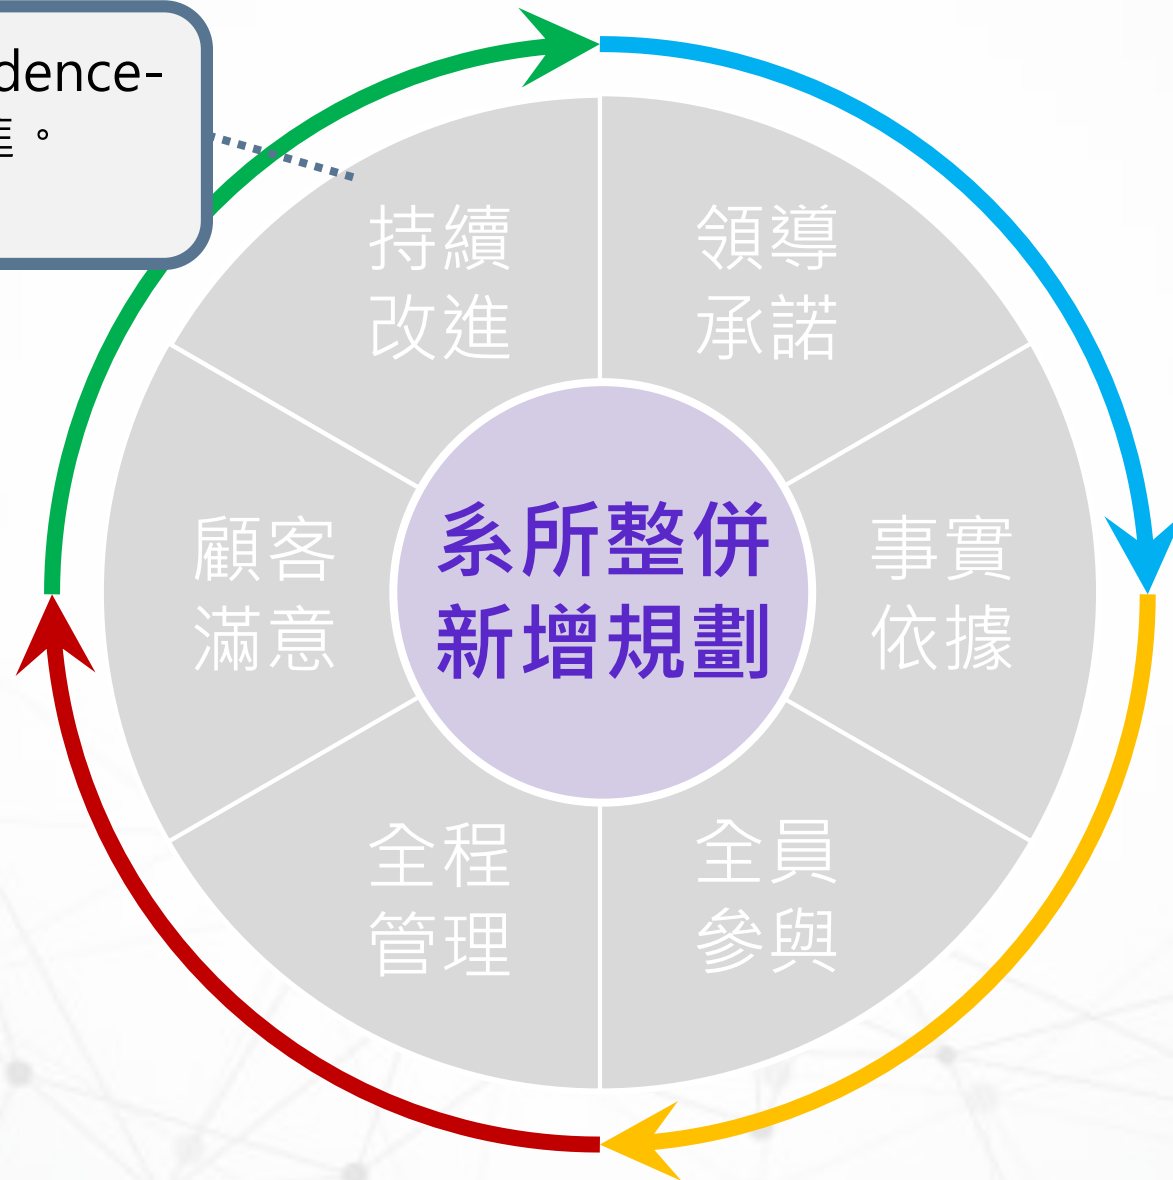 dence-
進。
持續
改進
領導
承諾
顧客
滿意
系所整併
新增規劃
事實
依據
全程
管理
全員
參與